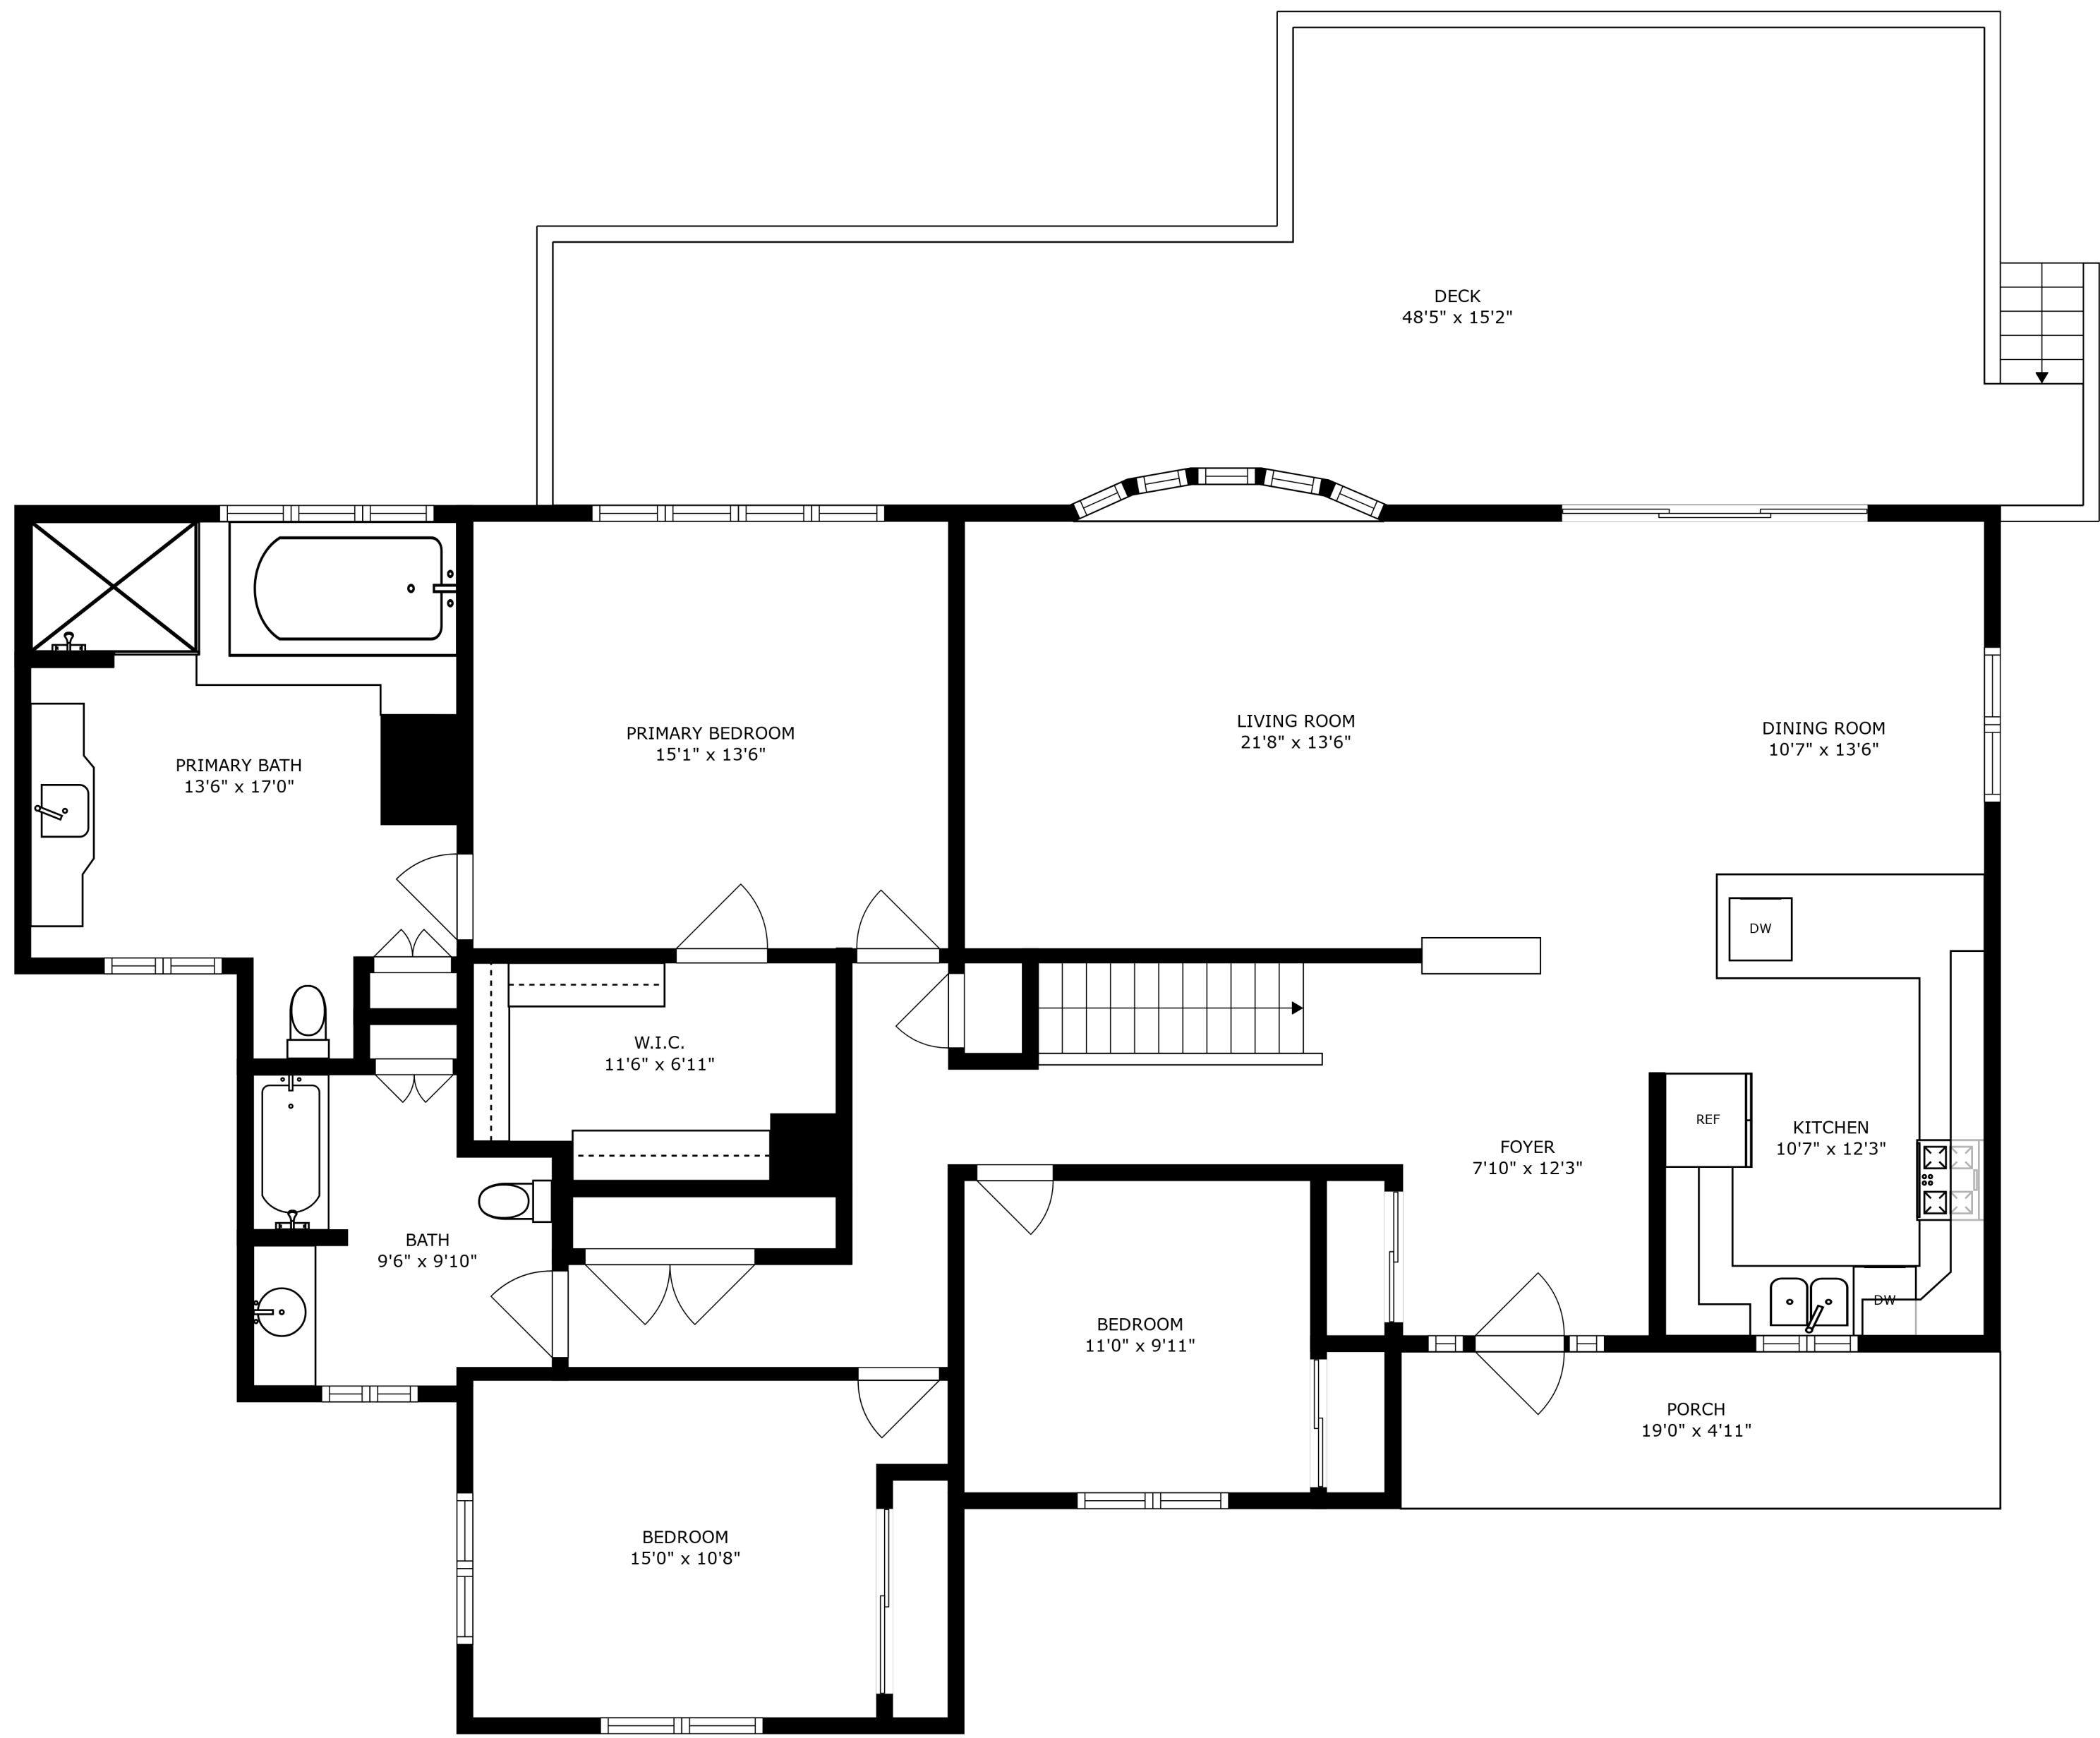 DECK
48'5" x 15'2"
LIVING ROOM
21'8" x 13'6"
DINING ROOM
10'7" x 13'6"
PRIMARY BEDROOM
15'1" x 13'6"
PRIMARY BATH
13'6" x 17'0"
DW
W.I.C.
11'6" x 6'11"
REF
KITCHEN
10'7" x 12'3"
FOYER
7'10" x 12'3"
BATH
9'6" x 9'10"
DW
BEDROOM
11'0" x 9'11"
PORCH
19'0" x 4'11"
BEDROOM
15'0" x 10'8"